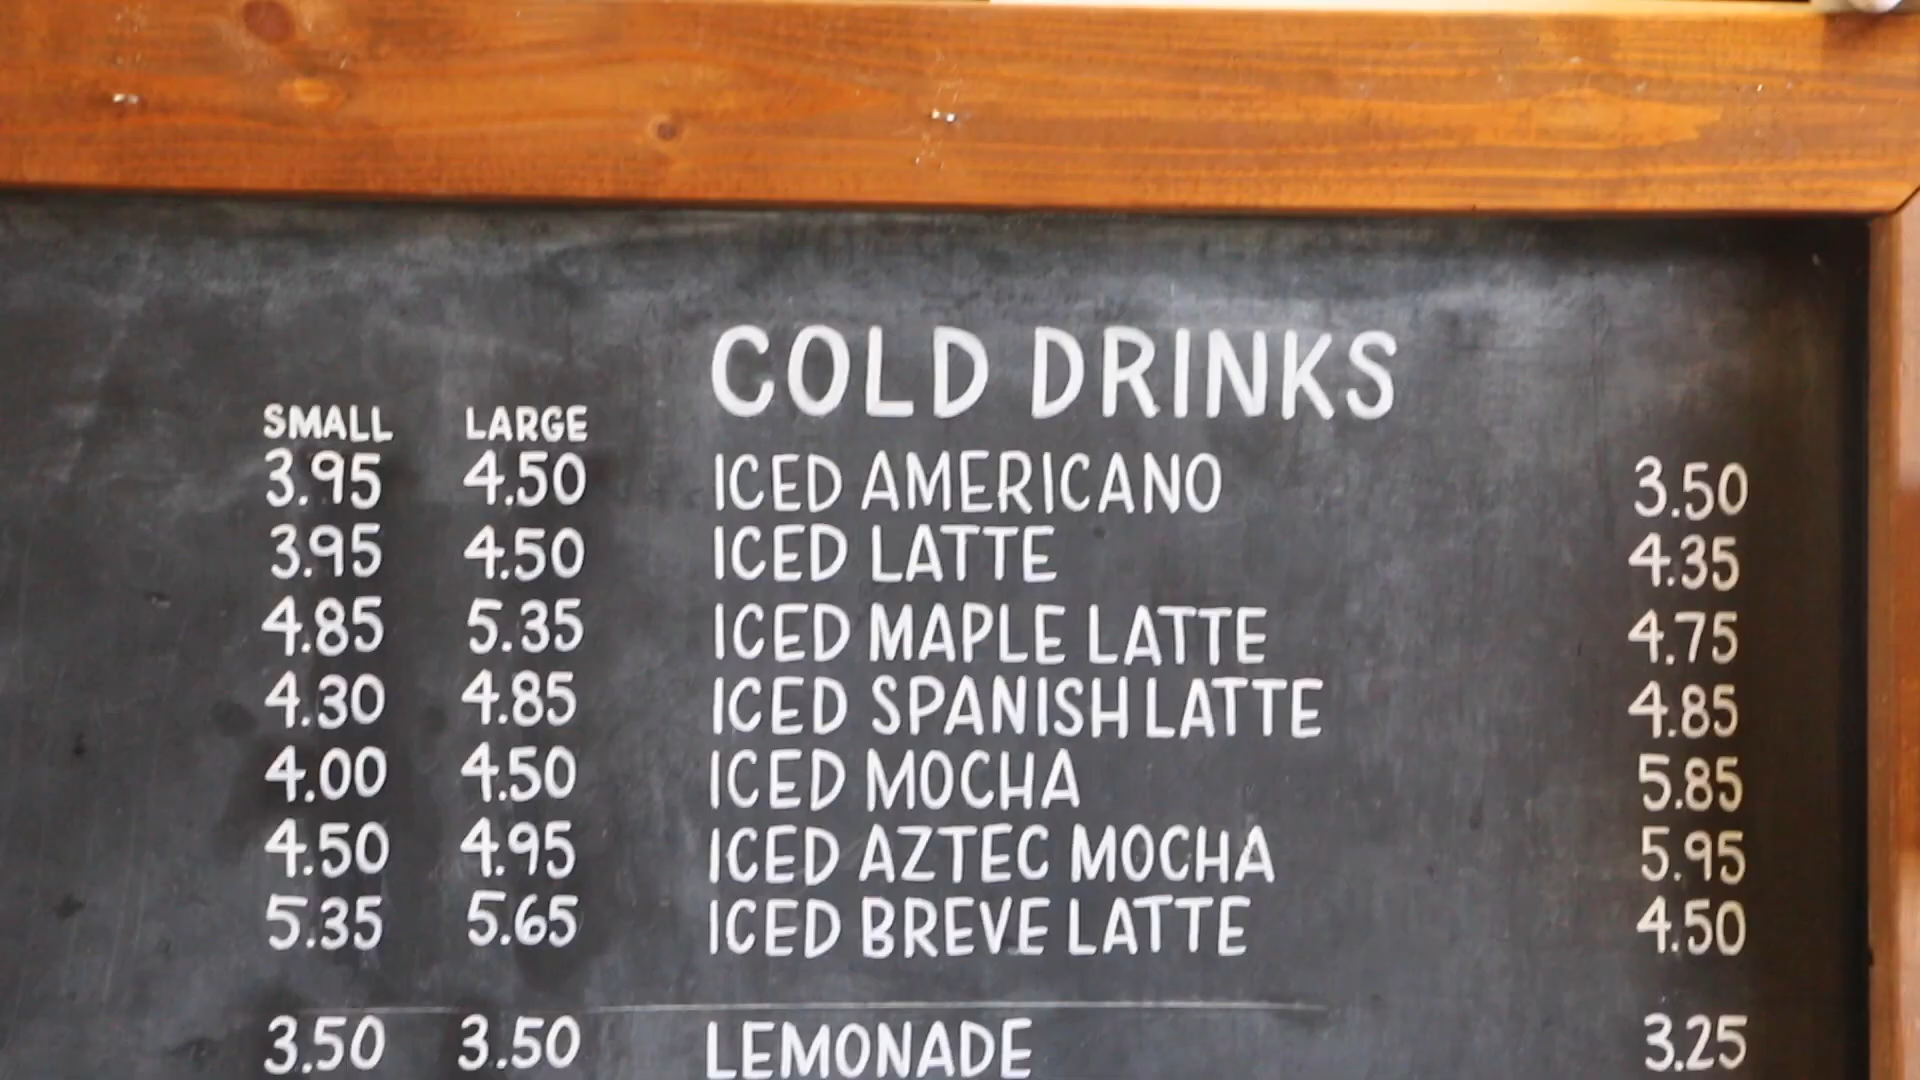 COLD DRINKS
SMALL LARGE
3.95 4.50 ICED AMERICANO 3.50
3.95 4.50 ICED LATTE 4.35
4.85 5.35 ICED MAPLE LATTE 4.75
4.30 4.85 ICED SPANISH LATTE 4.85
4.00 4.50 ICED MOCHA 5.85
4.50 4.95 ICED AZTEC MOCHA 5.95
5.35 5.65 ICED BREVE LATTE 4.50
3.50 3.50 LEMONADE 3.25